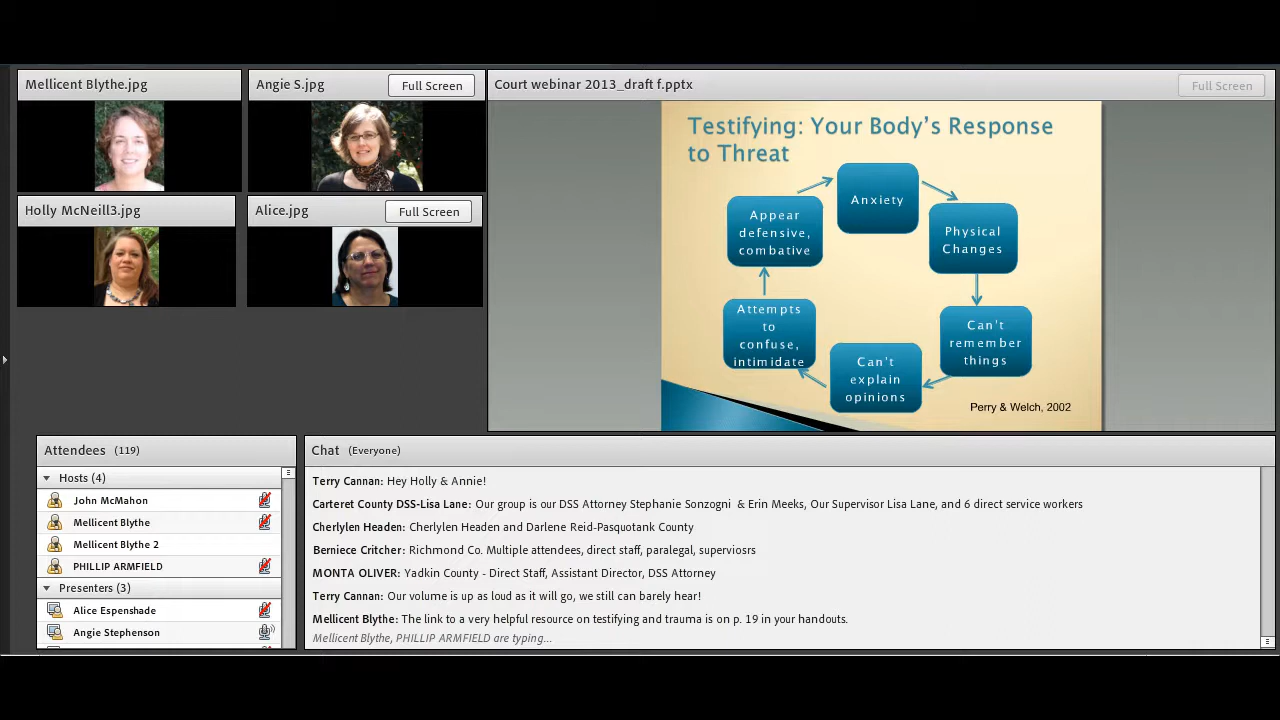 Mellicent Blythe.jpg
Angie S.jpg
Full Screen
Holly McNeill3.jpg
Alice.jpg
Full Screen
Court webinar 2013_draft f.pptx
Full Screen
Testifying: Your Body's Response
to Threat
Anxiety
Physical
Changes
Can't
remember
things
Can't
explain
opinions
Attempts
to
confuse,
intimidate
Appear
defensive,
combative
Perry & Welch, 2002
Attendees (119)
Hosts (4)
John McMahon
Mellicent Blythe
Mellicent Blythe 2
PHILLIP ARMFIELD
Presenters (3)
Alice Espenshade
Angie Stephenson
Chat (Everyone)
Terry Cannan: Hey Holly & Annie!
Carteret County DSS-Lisa Lane: Our group is our DSS Attorney Stephanie Sonzogni & Erin Meeks, Our Supervisor Lisa Lane, and 6 direct service workers
Cherlylen Headen: Cherlylen Headen and Darlene Reid-Pasquotank County
Berniece Critcher: Richmond Co. Multiple attendees, direct staff, paralegal, superviosrs
MONTA OLIVER: Yadkin County - Direct Staff, Assistant Director, DSS Attorney
Terry Cannan: Our volume is up as loud as it will go, we still can barely hear!
Mellicent Blythe: The link to a very helpful resource on testifying and trauma is on p. 19 in your handouts.
Mellicent Blythe, PHILLIP ARMFIELD are typing...